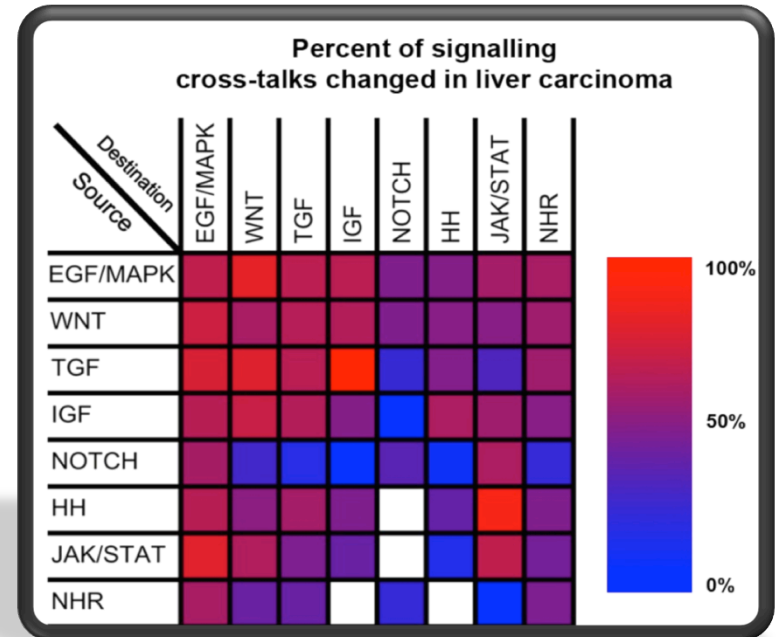 Percent of signalling
cross-talks changed in liver carcinoma
Destination
Source
EGF/MAPK
WNT
TGF
IGF
NOTCH
HH
JAK/STAT
NHR
EGF/MAPK
WNT
TGF
IGF
NOTCH
HH
JAK/STAT
NHR
100%
50%
0%